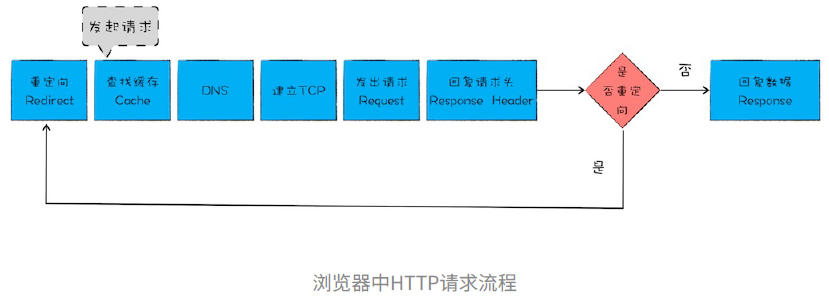 发起请求
重定向
Redirect
查找缓存
Cache
DNS
建立TCP
发出请求
Request
回复请求头
Response Header
是
否重定
向
否
回复数据
Response
是
浏览器中HTTP请求流程